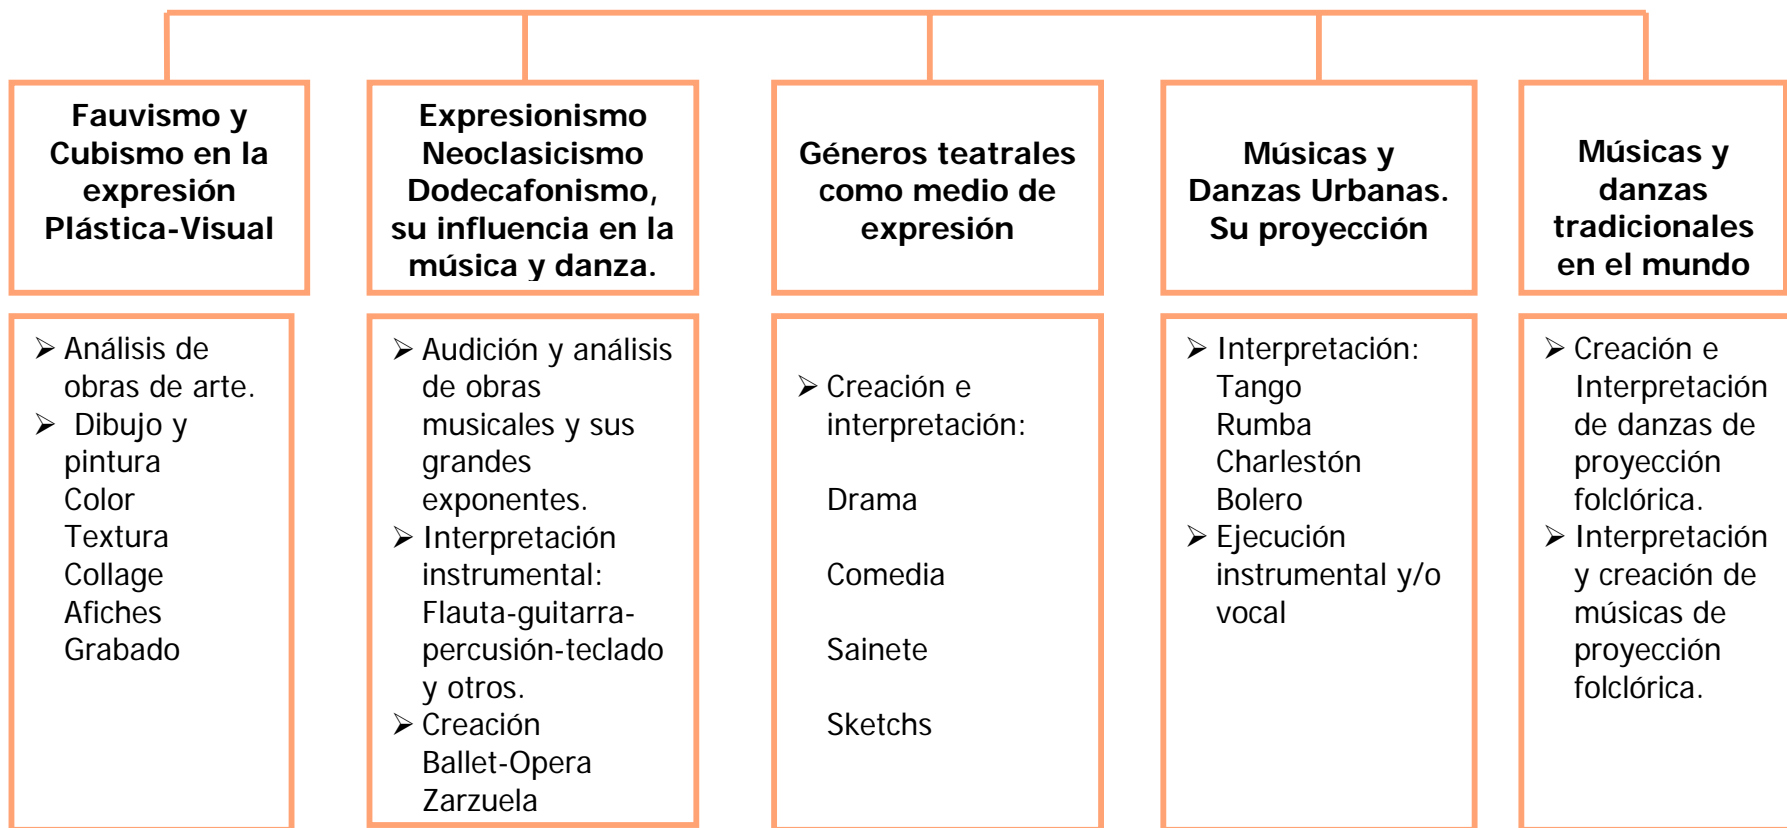 Fauvismo y
Cubismo en la
expresión
Plástica-Visual
Expresionismo
Neoclasicismo
Dodecafonismo,
su influencia en la
música y danza.
Géneros teatrales
como medio de
expresión
Músicas y
Danzas Urbanas.
Su proyección
Músicas y
danzas
tradicionales
en el mundo
➢ Análisis de
obras de arte.
➢ Dibujo y
pintura
Color
Textura
Collage
Afiches
Grabado
➢ Audición y análisis
de obras
musicales y sus
grandes
exponentes.
➢ Interpretación
instrumental:
Flauta-guitarra-
percusión-teclado
y otros.
➢ Creación
Ballet-Opera
Zarzuela
➢ Creación e
interpretación:
Drama
Comedia
Sainete
Sketchs
➢ Interpretación:
Tango
Rumba
Charlestón
Bolero
➢ Ejecución
instrumental y/o
vocal
➢ Creación e
Interpretación
de danzas de
proyección
folclórica.
➢ Interpretación
y creación de
músicas de
proyección
folclórica.